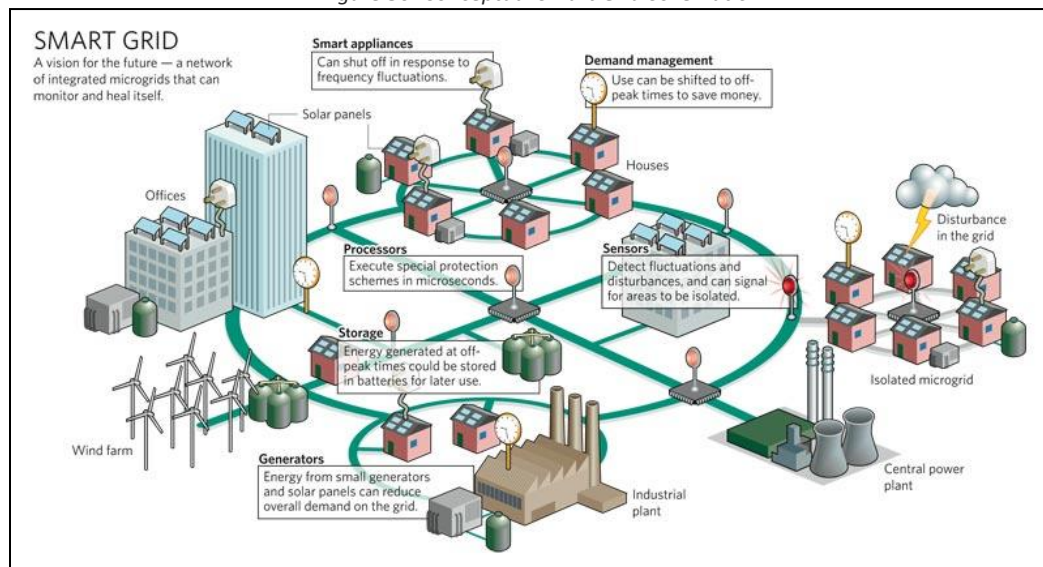 SMART GRID
A vision for the future — a network
of integrated microgrids that can
monitor and heal itself.
Smart appliances
Can shut off in response to
frequency fluctuations.
Demand management
Use can be shifted to off-
peak times to save money.
Solar panels
Houses
Offices
Disturbance
in the grid
Processors
Execute special protection
schemes in microseconds.
Sensors
Detect fluctuations and
disturbances, and can signal
for areas to be isolated.
Storage
Energy generated at off-
peak times could be stored
in batteries for later use.
Isolated microgrid
Wind farm
Generators
Energy from small generators
and solar panels can reduce
overall demand on the grid.
Industrial
plant
Central power
plant